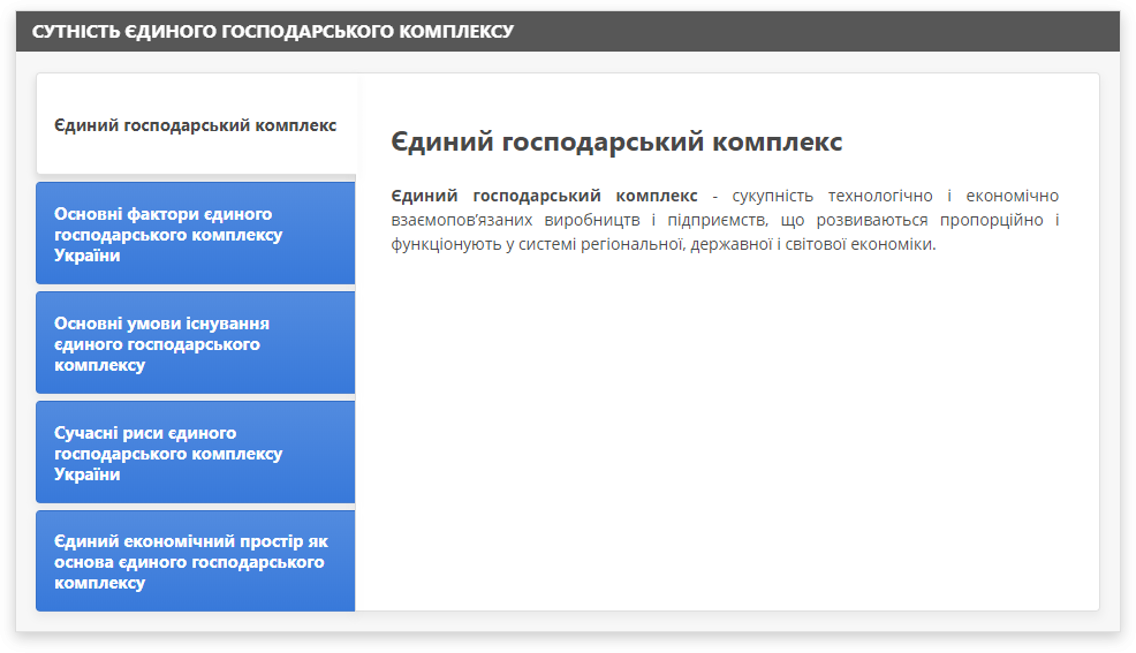 СУТНІСТЬ ЄДИНОГО ГОСПОДАРСЬКОГО КОМПЛЕКСУ
Єдиний господарський комплекс
Основні фактори єдиного
господарського комплексу
України
Основні умови існування
єдиного господарського
комплексу
Сучасні риси єдиного
господарського комплексу
України
Єдиний економічний простір як
основа єдиного господарського
комплексу
Єдиний господарський комплекс
Єдиний господарський комплекс - сукупність технологічно і економічно
взаємопов’язаних виробництв і підприємств, що розвиваються пропорційно і
функціонують у системі регіональної, державної і світової економіки.